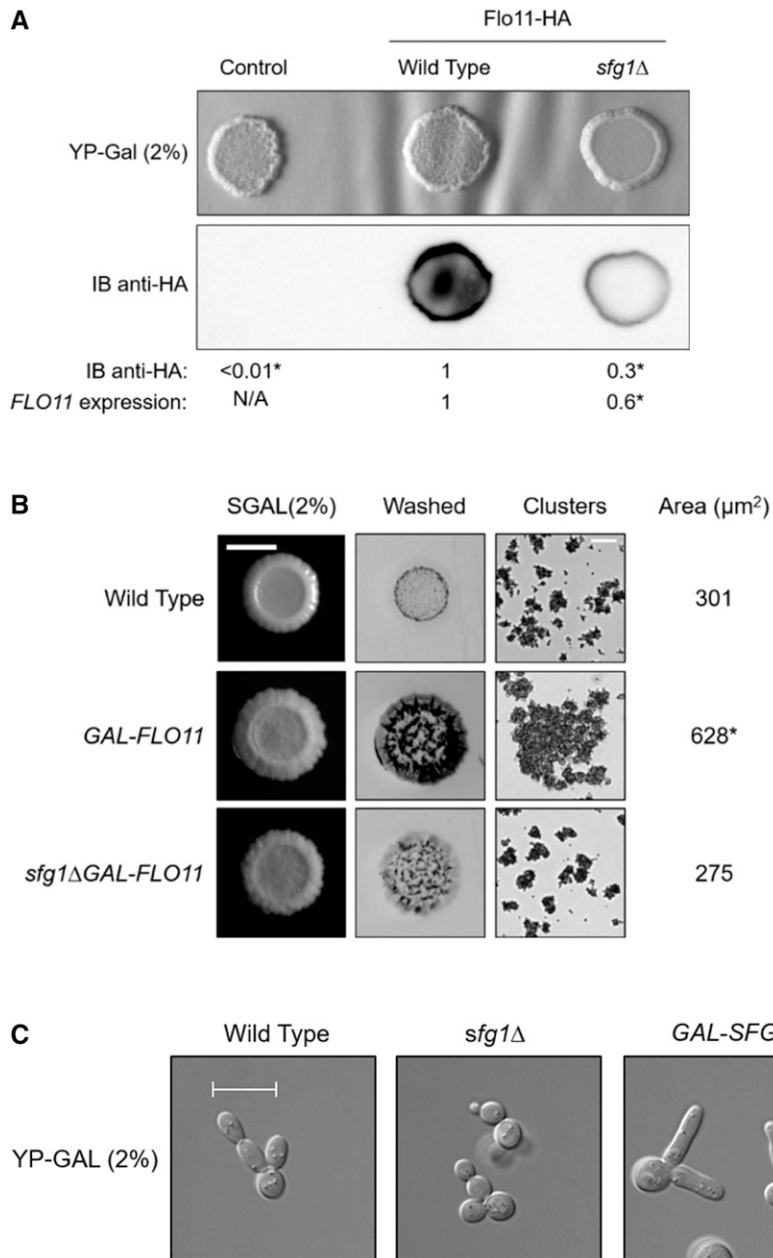 A
Flo11-HA
Control Wild Type sfg1Δ
YP-Gal (2%)
IB anti-HA
IB anti-HA: <0.01* 1 0.3*
FLO11 expression: N/A 1 0.6*
B
SGAL(2%) Washed Clusters Area (µm²)
Wild Type 301
GAL-FLO11 628*
sfg1ΔGAL-FLO11 275
C
Wild Type sfg1Δ GAL-SFG
YP-GAL (2%)